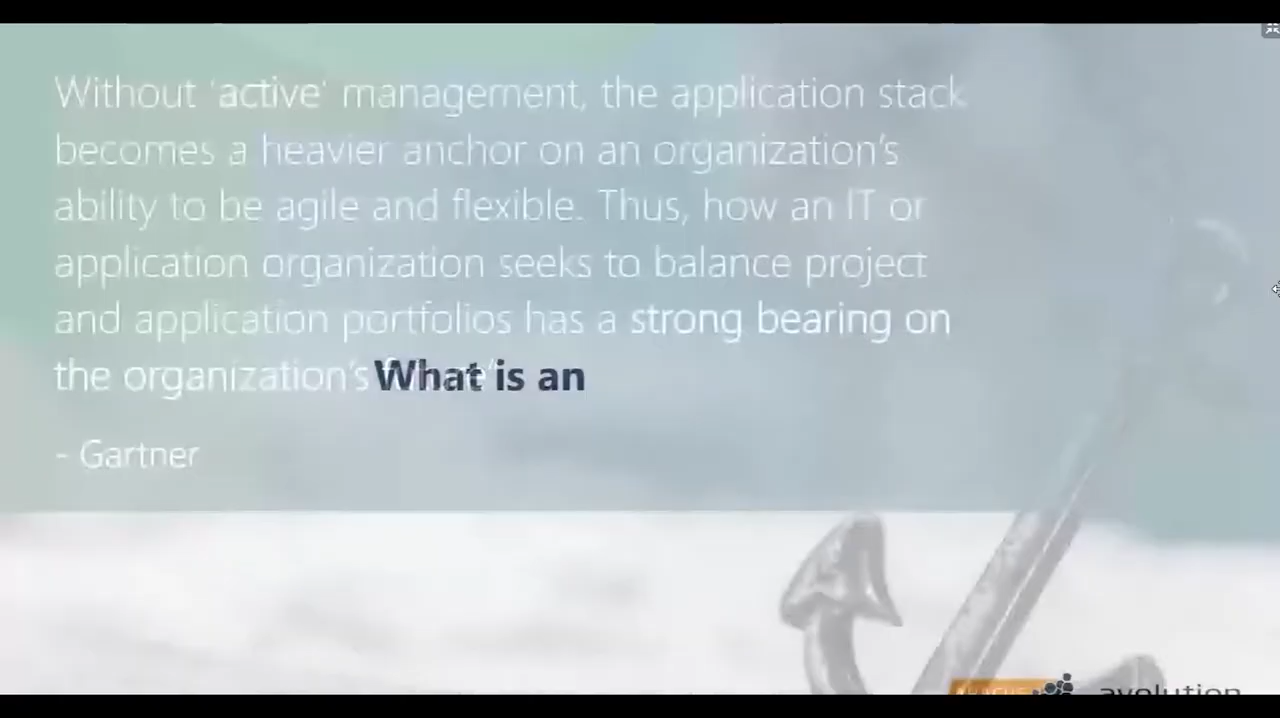 Without 'active' management, the application stack
becomes a heavier anchor on an organization's
ability to be agile and flexible. Thus, how an IT or
application organization seeks to balance project
and application portfolios has a strong bearing on
the organization's
What is an
- Gartner
avolution